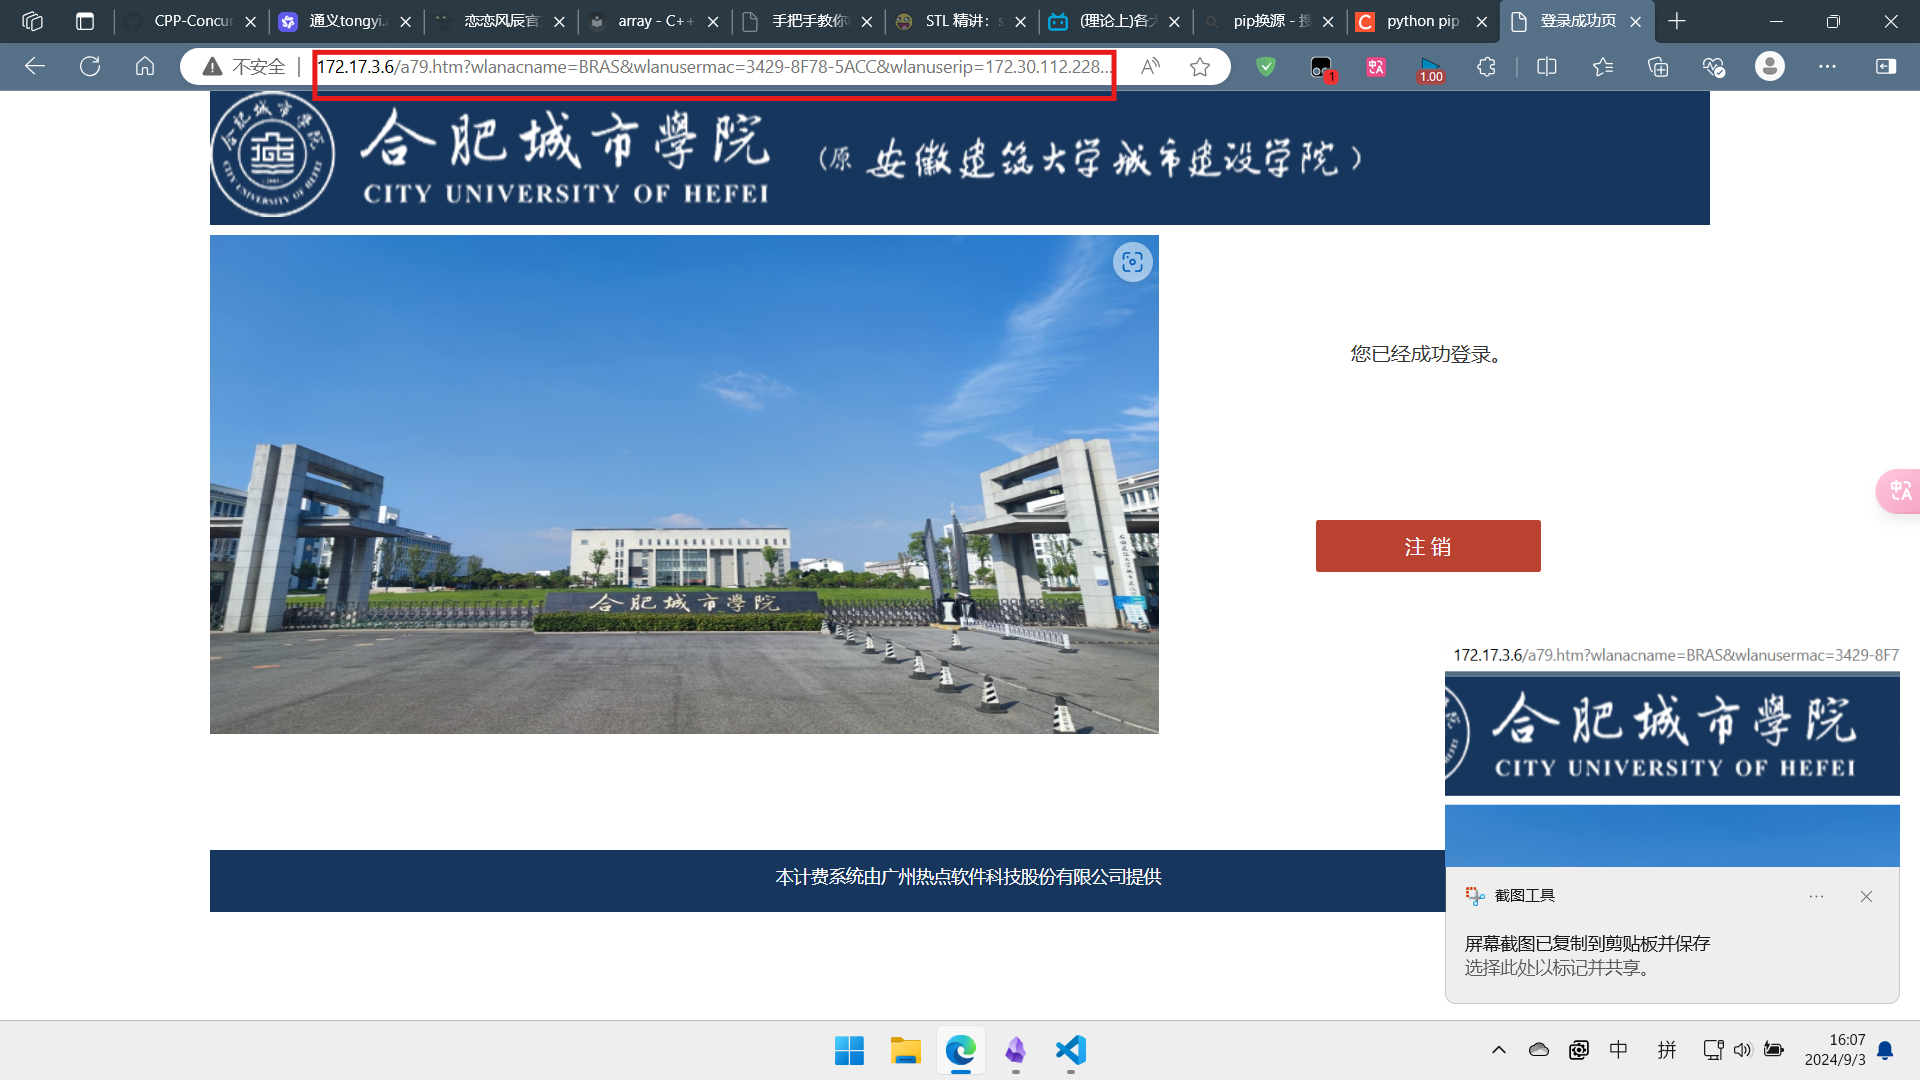 CPP-Concur
通义tongyi.a
恋恋风辰官
array - C++
手把手教你
STL 精讲：s
(理论上)各大
pip换源 - 搜
python pip
登录成功页
不安全
172.17.3.6/a79.htm?wlanacname=BRAS&wlanusermac=3429-8F78-5ACC&wlanuserip=172.30.112.228...
1
1.00
合肥城市學院
CITY UNIVERSITY OF HEFEI
（原 安徽建筑大学城市建设学院）
您已经成功登录。
合肥城市學院
注 销
172.17.3.6/a79.htm?wlanacname=BRAS&wlanusermac=3429-8F7
合肥城市學院
CITY UNIVERSITY OF HEFEI
本计费系统由广州热点软件科技股份有限公司提供
截图工具
屏幕截图已复制到剪贴板并保存
选择此处以标记并共享。
中
拼
16:07
2024/9/3